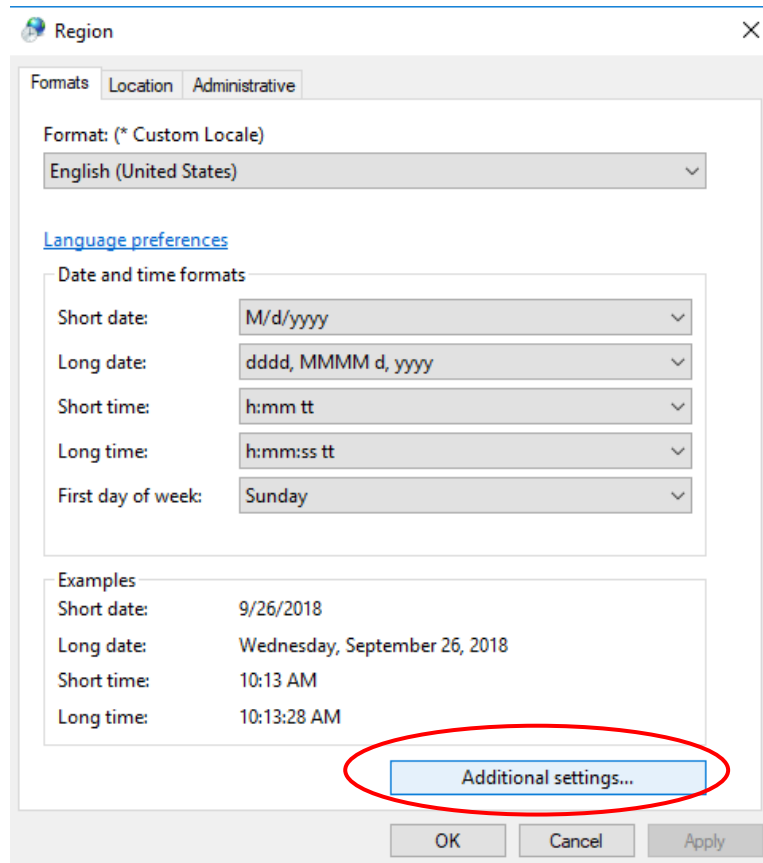 Region
Formats Location Administrative
Format: (* Custom Locale)
English (United States)
Language preferences
Date and time formats
Short date: M/d/yyyy
Long date: dddd, MMMM d, yyyy
Short time: h:mm tt
Long time: h:mm:ss tt
First day of week: Sunday
Examples
Short date: 9/26/2018
Long date: Wednesday, September 26, 2018
Short time: 10:13 AM
Long time: 10:13:28 AM
Additional settings...
OK Cancel Apply